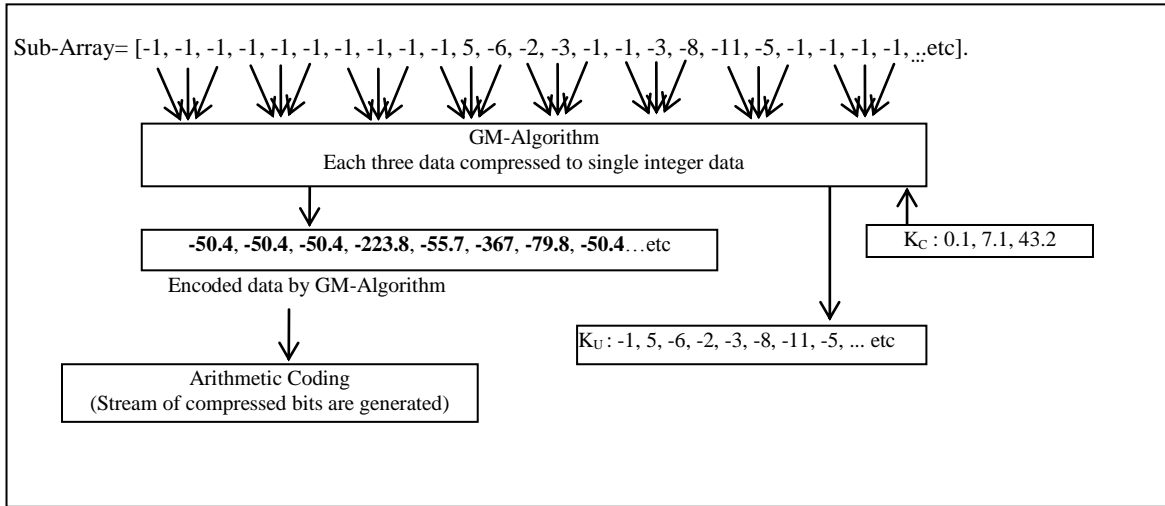 Sub-Array= [-1, -1, -1, -1, -1, -1, -1, -1, -1, -1, 5, -6, -2, -3, -1, -1, -3, -8, -11, -5, -1, -1, -1, -1, ...etc].
GM-Algorithm
Each three data compressed to single integer data
-50.4, -50.4, -50.4, -223.8, -55.7, -367, -79.8, -50.4…etc
KC : 0.1, 7.1, 43.2
Encoded data by GM-Algorithm
KU : -1, 5, -6, -2, -3, -8, -11, -5, ... etc
Arithmetic Coding
(Stream of compressed bits are generated)